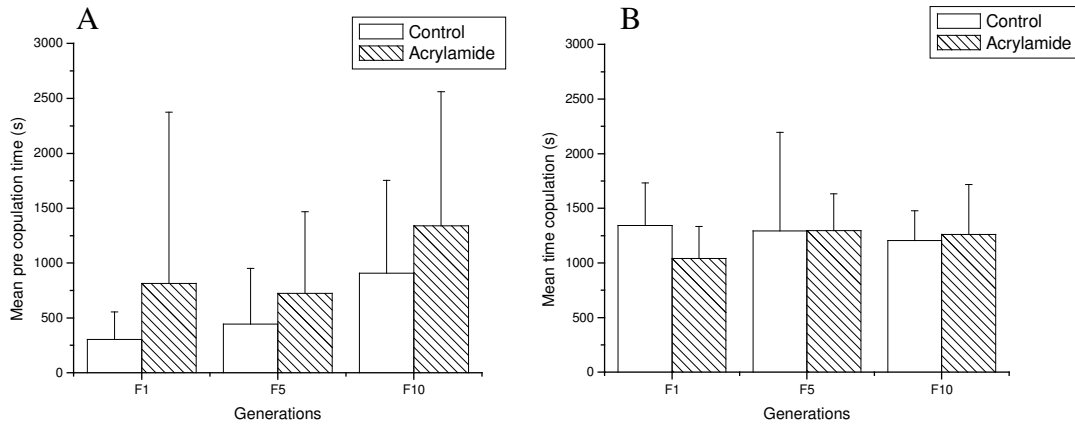 A
Control
Acrylamide
3000
2500
2000
1500
1000
500
0
Mean pre copulation time (s)
F1 F5 F10
Generations
B
Control
Acrylamide
3000
2500
2000
1500
1000
500
0
Mean time copulation (s)
F1 F5 F10
Generations